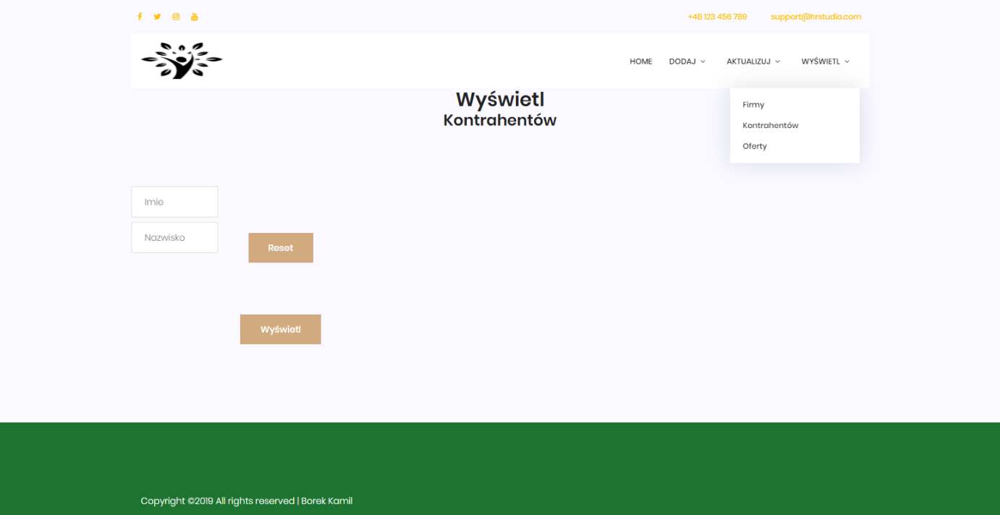 +48 123 456 789 support@hrstudio.com
HOME DODAJ AKTUALIZUJ WYŚWIETL
Wyświetl
Kontrahentów
Firmy
Kontrahentów
Oferty
Imie
Nazwisko
Reset
Wyświetl
Copyright ©2019 All rights reserved | Borek Kamil